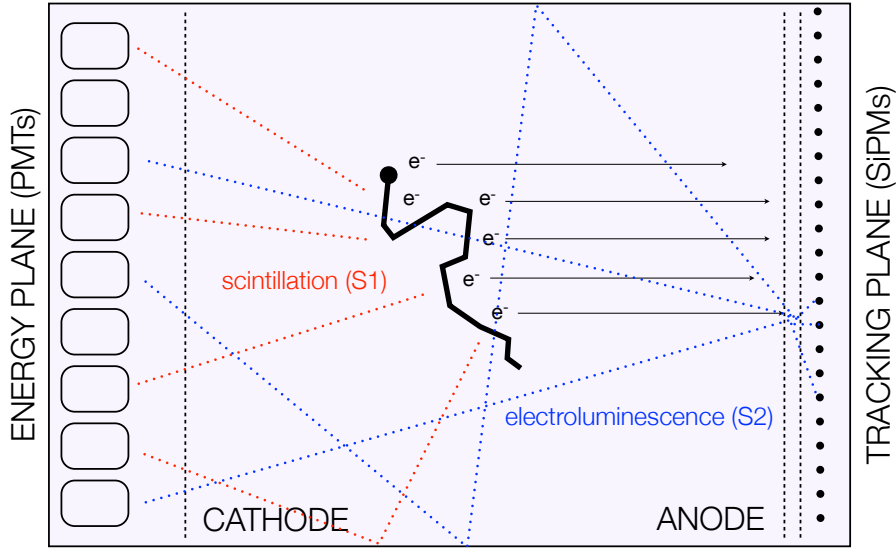 ENERGY PLANE (PMTs)
e-
e-
e-
e-
scintillation (S1)
e-
e-
electroluminescence (S2)
CATHODE
ANODE
TRACKING PLANE (SiPMs)